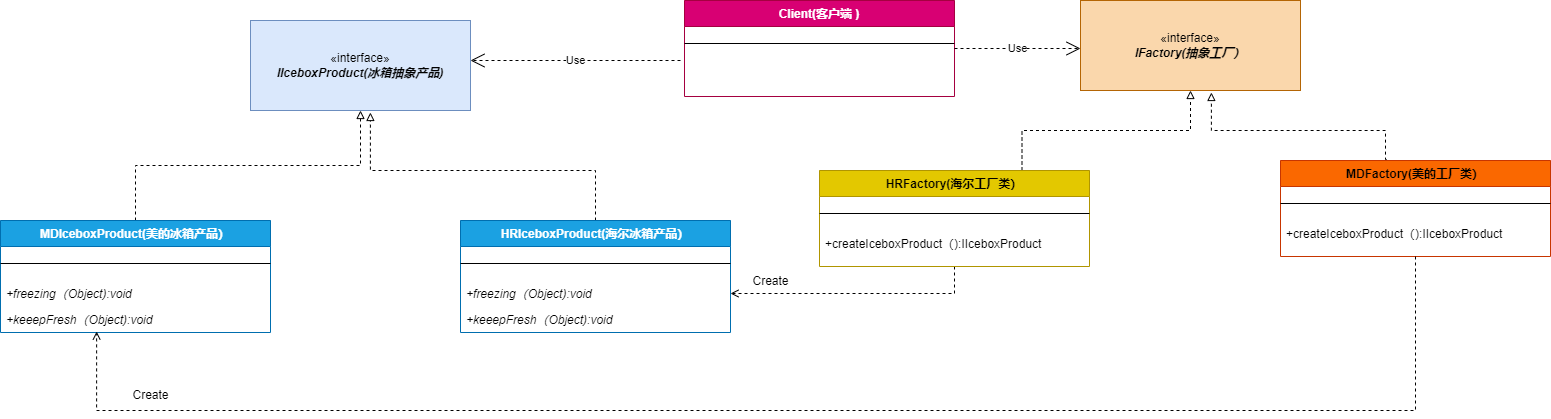 Client(客户端 )
«interface»
IIceboxProduct(冰箱抽象产品)
Use
Use
«interface»
IFactory(抽象工厂)
HRFactory(海尔工厂类)
+createIceboxProduct（):IIceboxProduct
MDFactory(美的工厂类)
+createIceboxProduct（():IIceboxProduct
MDIceboxProduct(美的冰箱产品)
+freezing（Object):void
+keeepFresh（Object):void
HRIceboxProduct(海尔冰箱产品)
+freezing（Object):void
+keeepFresh（Object):void
Create
Create